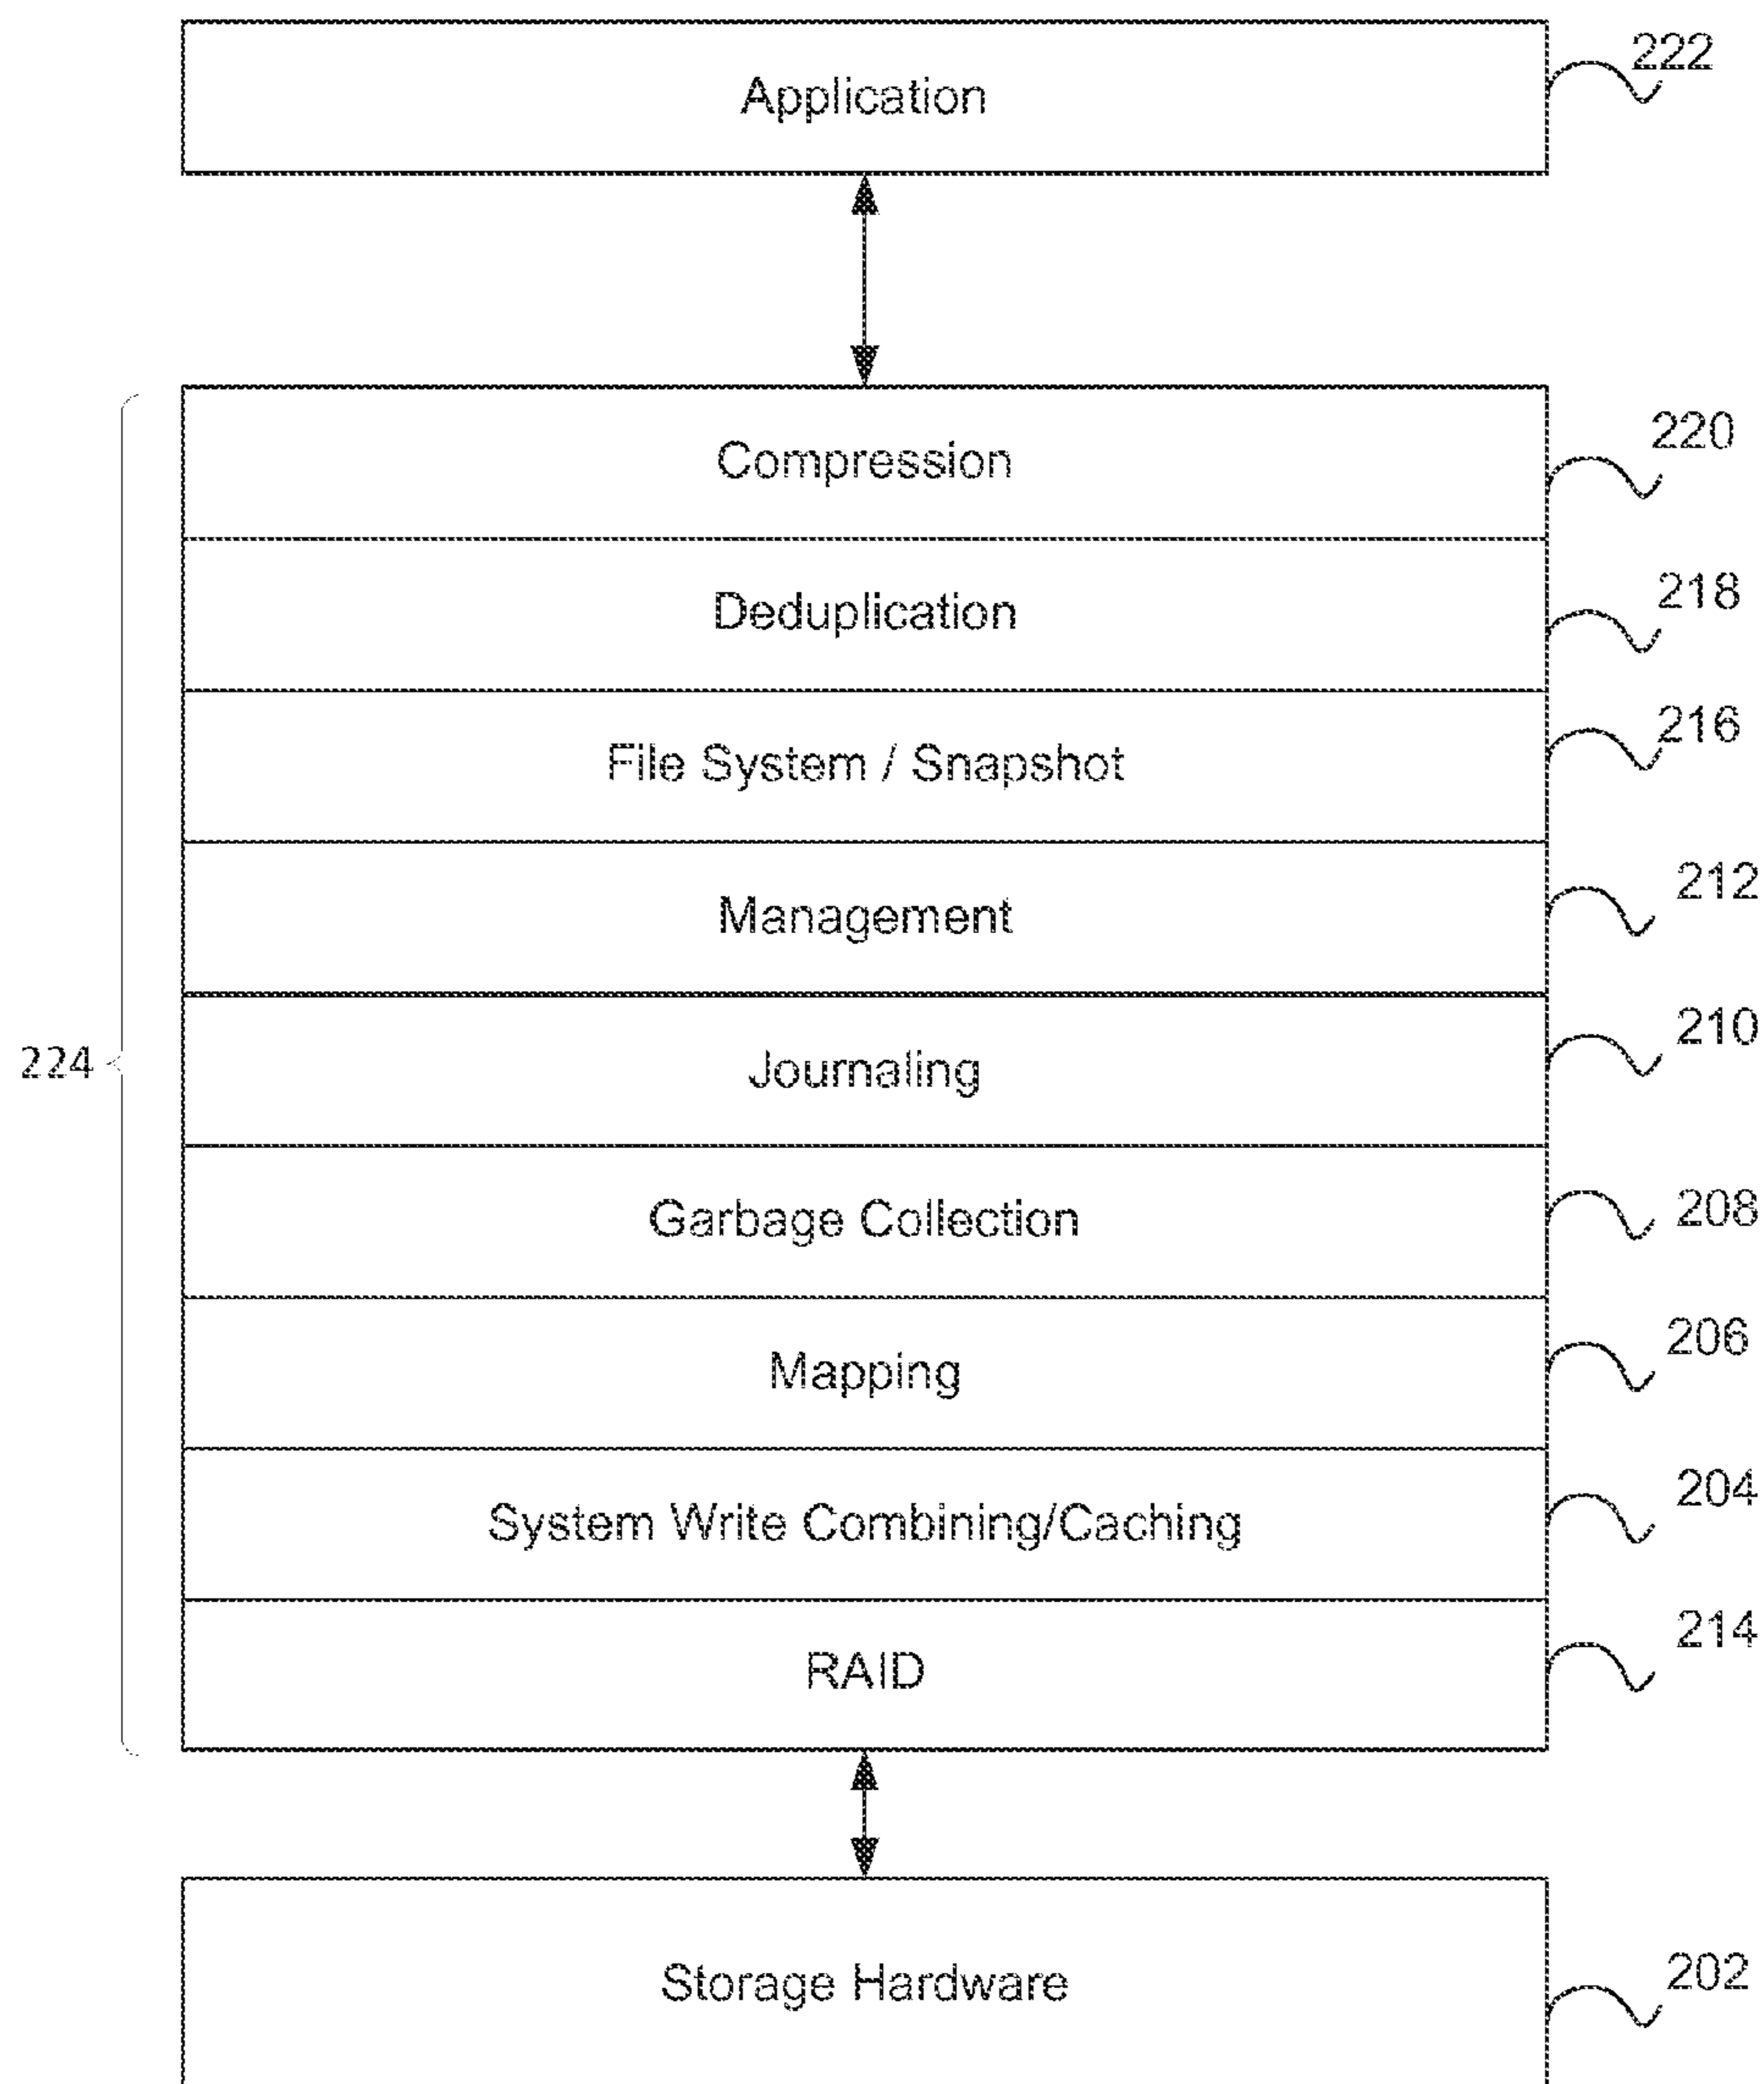 Application
222
Compression
220
Deduplication
218
File System / Snapshot
216
Management
212
Journaling
210
224
Garbage Collection
208
Mapping
206
System Write Combining/Caching
204
RAID
214
Storage Hardware
202